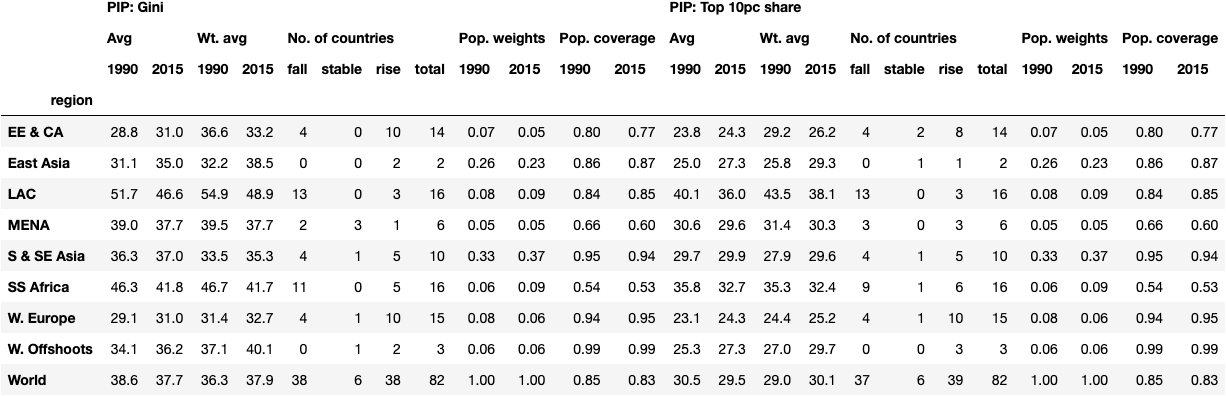 PIP: Gini PIP: Top 10pc share
Avg Wt. avg No. of countries Pop. weights Pop. coverage Avg Wt. avg No. of countries Pop. weights Pop. coverage
1990 2015 1990 2015 fall stable rise total 1990 2015 1990 2015 1990 2015 1990 2015 fall stable rise total 1990 2015 1990 2015
region
EE & CA 28.8 31.0 36.6 33.2 4 0 10 14 0.07 0.05 0.80 0.77 23.8 24.3 29.2 26.2 4 2 8 14 0.07 0.05 0.80 0.77
East Asia 31.1 35.0 32.2 38.5 0 0 2 2 0.26 0.23 0.86 0.87 25.0 27.3 25.8 29.3 0 1 1 2 0.26 0.23 0.86 0.87
LAC 51.7 46.6 54.9 48.9 13 0 3 16 0.08 0.09 0.84 0.85 40.1 36.0 43.5 38.1 13 0 3 16 0.08 0.09 0.84 0.85
MENA 39.0 37.7 39.5 37.7 2 3 1 6 0.05 0.05 0.66 0.60 30.6 29.6 31.4 30.3 3 0 3 6 0.05 0.05 0.66 0.60
S & SE Asia 36.3 37.0 33.5 35.3 4 1 5 10 0.33 0.37 0.95 0.94 29.7 29.9 27.9 29.6 4 1 5 10 0.33 0.37 0.95 0.94
SS Africa 46.3 41.8 46.7 41.7 11 0 5 16 0.06 0.09 0.54 0.53 35.8 32.7 35.3 32.4 9 1 6 16 0.06 0.09 0.54 0.53
W. Europe 29.1 31.0 31.4 32.7 4 1 10 15 0.08 0.06 0.94 0.95 23.1 24.3 24.4 25.2 4 1 10 15 0.08 0.06 0.94 0.95
W. Offshoots 34.1 36.2 37.1 40.1 0 1 2 3 0.06 0.06 0.99 0.99 25.3 27.3 27.0 29.7 0 0 3 3 0.06 0.06 0.99 0.99
World 38.6 37.7 36.3 37.9 38 6 38 82 1.00 1.00 0.85 0.83 30.5 29.5 29.0 30.1 37 6 39 82 1.00 1.00 0.85 0.83